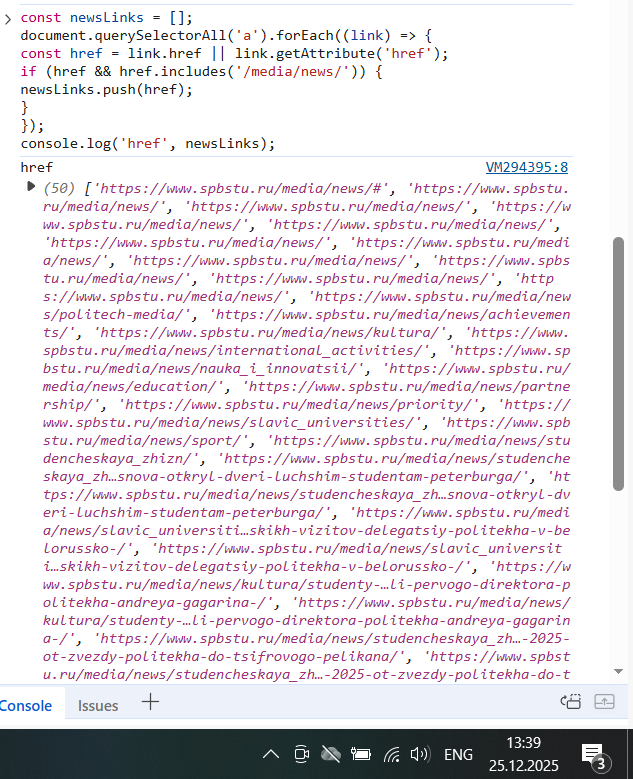 const newsLinks = [];
document.querySelectorAll('a').forEach((link) => {
const href = link.href || link.getAttribute('href');
if (href && href.includes('/media/news/')) {
newsLinks.push(href);
}
});
console.log('href', newsLinks);
href VM294395:8
(50) ['https://www.spbstu.ru/media/news/#', 'https://www.spbstu.
ru/media/news/', 'https://www.spbstu.ru/media/news/', 'https://w
ww.spbstu.ru/media/news/', 'https://www.spbstu.ru/media/news/',
'https://www.spbstu.ru/media/news/', 'https://www.spbstu.ru/medi
a/news/', 'https://www.spbstu.ru/media/news/', 'https://www.spbs
tu.ru/media/news/', 'https://www.spbstu.ru/media/news/', 'http
s://www.spbstu.ru/media/news/', 'https://www.spbstu.ru/media/new
s/politech-media/', 'https://www.spbstu.ru/media/news/achievemen
ts/', 'https://www.spbstu.ru/media/news/kultura/', 'https://www.
spbstu.ru/media/news/international_activities/', 'https://www.sp
bstu.ru/media/news/nauka_i_innovatsii/', 'https://www.spbstu.ru/
media/news/education/', 'https://www.spbstu.ru/media/news/partne
rship/', 'https://www.spbstu.ru/media/news/priority/', 'https://
www.spbstu.ru/media/news/slavic_universities/', 'https://www.spb
stu.ru/media/news/sport/', 'https://www.spbstu.ru/media/news/stu
dencheskaya_zhizn/', 'https://www.spbstu.ru/media/news/studenche
skaya_zh…snova-otkryl-dveri-luchshim-studentam-peterburga/', 'ht
tps://www.spbstu.ru/media/news/studencheskaya_zh…snova-otkryl-dv
eri-luchshim-studentam-peterburga/', 'https://www.spbstu.ru/medi
a/news/slavic_universiti…skikh-vizitov-delegatsiy-politekha-v-be
lorussko-/', 'https://www.spbstu.ru/media/news/slavic_universit
i…skikh-vizitov-delegatsiy-politekha-v-belorussko-/', 'https://w
ww.spbstu.ru/media/news/kultura/studenty-…li-pervogo-direktora-p
olitekha-andreya-gagarina-/', 'https://www.spbstu.ru/media/news/
kultura/studenty-…li-pervogo-direktora-politekha-andreya-gagarin
a-/', 'https://www.spbstu.ru/media/news/studencheskaya_zh…-2025-
ot-zvezdy-politekha-do-tsifrovogo-pelikana/', 'https://www.spbst
u.ru/media/news/studencheskaya_zh…-2025-ot-zvezdy-politekha-do-t
Console Issues
ENG 13:39
25.12.2025 3